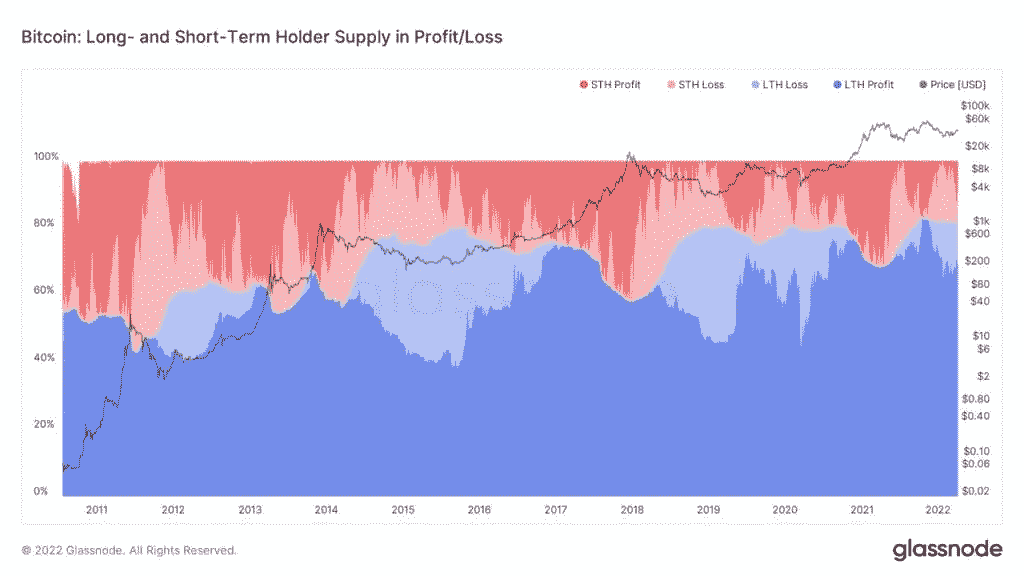 Bitcoin: Long- and Short-Term Holder Supply in Profit/Loss
STH Profit STH Loss LTH Loss LTH Profit Price [USD]
$100k
$60k
$20k
$8k
$4k
$1k
$600
$200
$80
$40
$10
$6
$2
$0.80
$0.40
$0.10
$0.06
$0.02
100%
80%
60%
40%
20%
0%
2011 2012 2013 2014 2015 2016 2017 2018 2019 2020 2021 2022
© 2022 Glassnode. All Rights Reserved.
glassnode